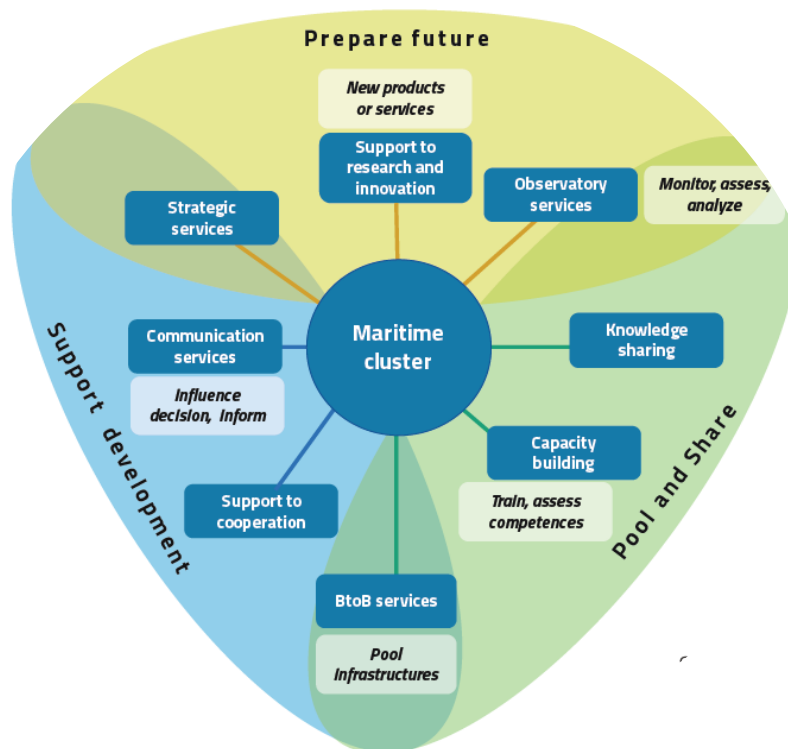 Prepare future
New products
or services
Support to
research and
innovation
Observatory
services
Monitor, assess,
analyze
Strategic
services
Maritime
cluster
Communication
services
Influence
decision, inform
Knowledge
sharing
Support development
Capacity
building
Train, assess
competences
Pool and Share
Support to
cooperation
BtoB services
Pool
Infrastructures